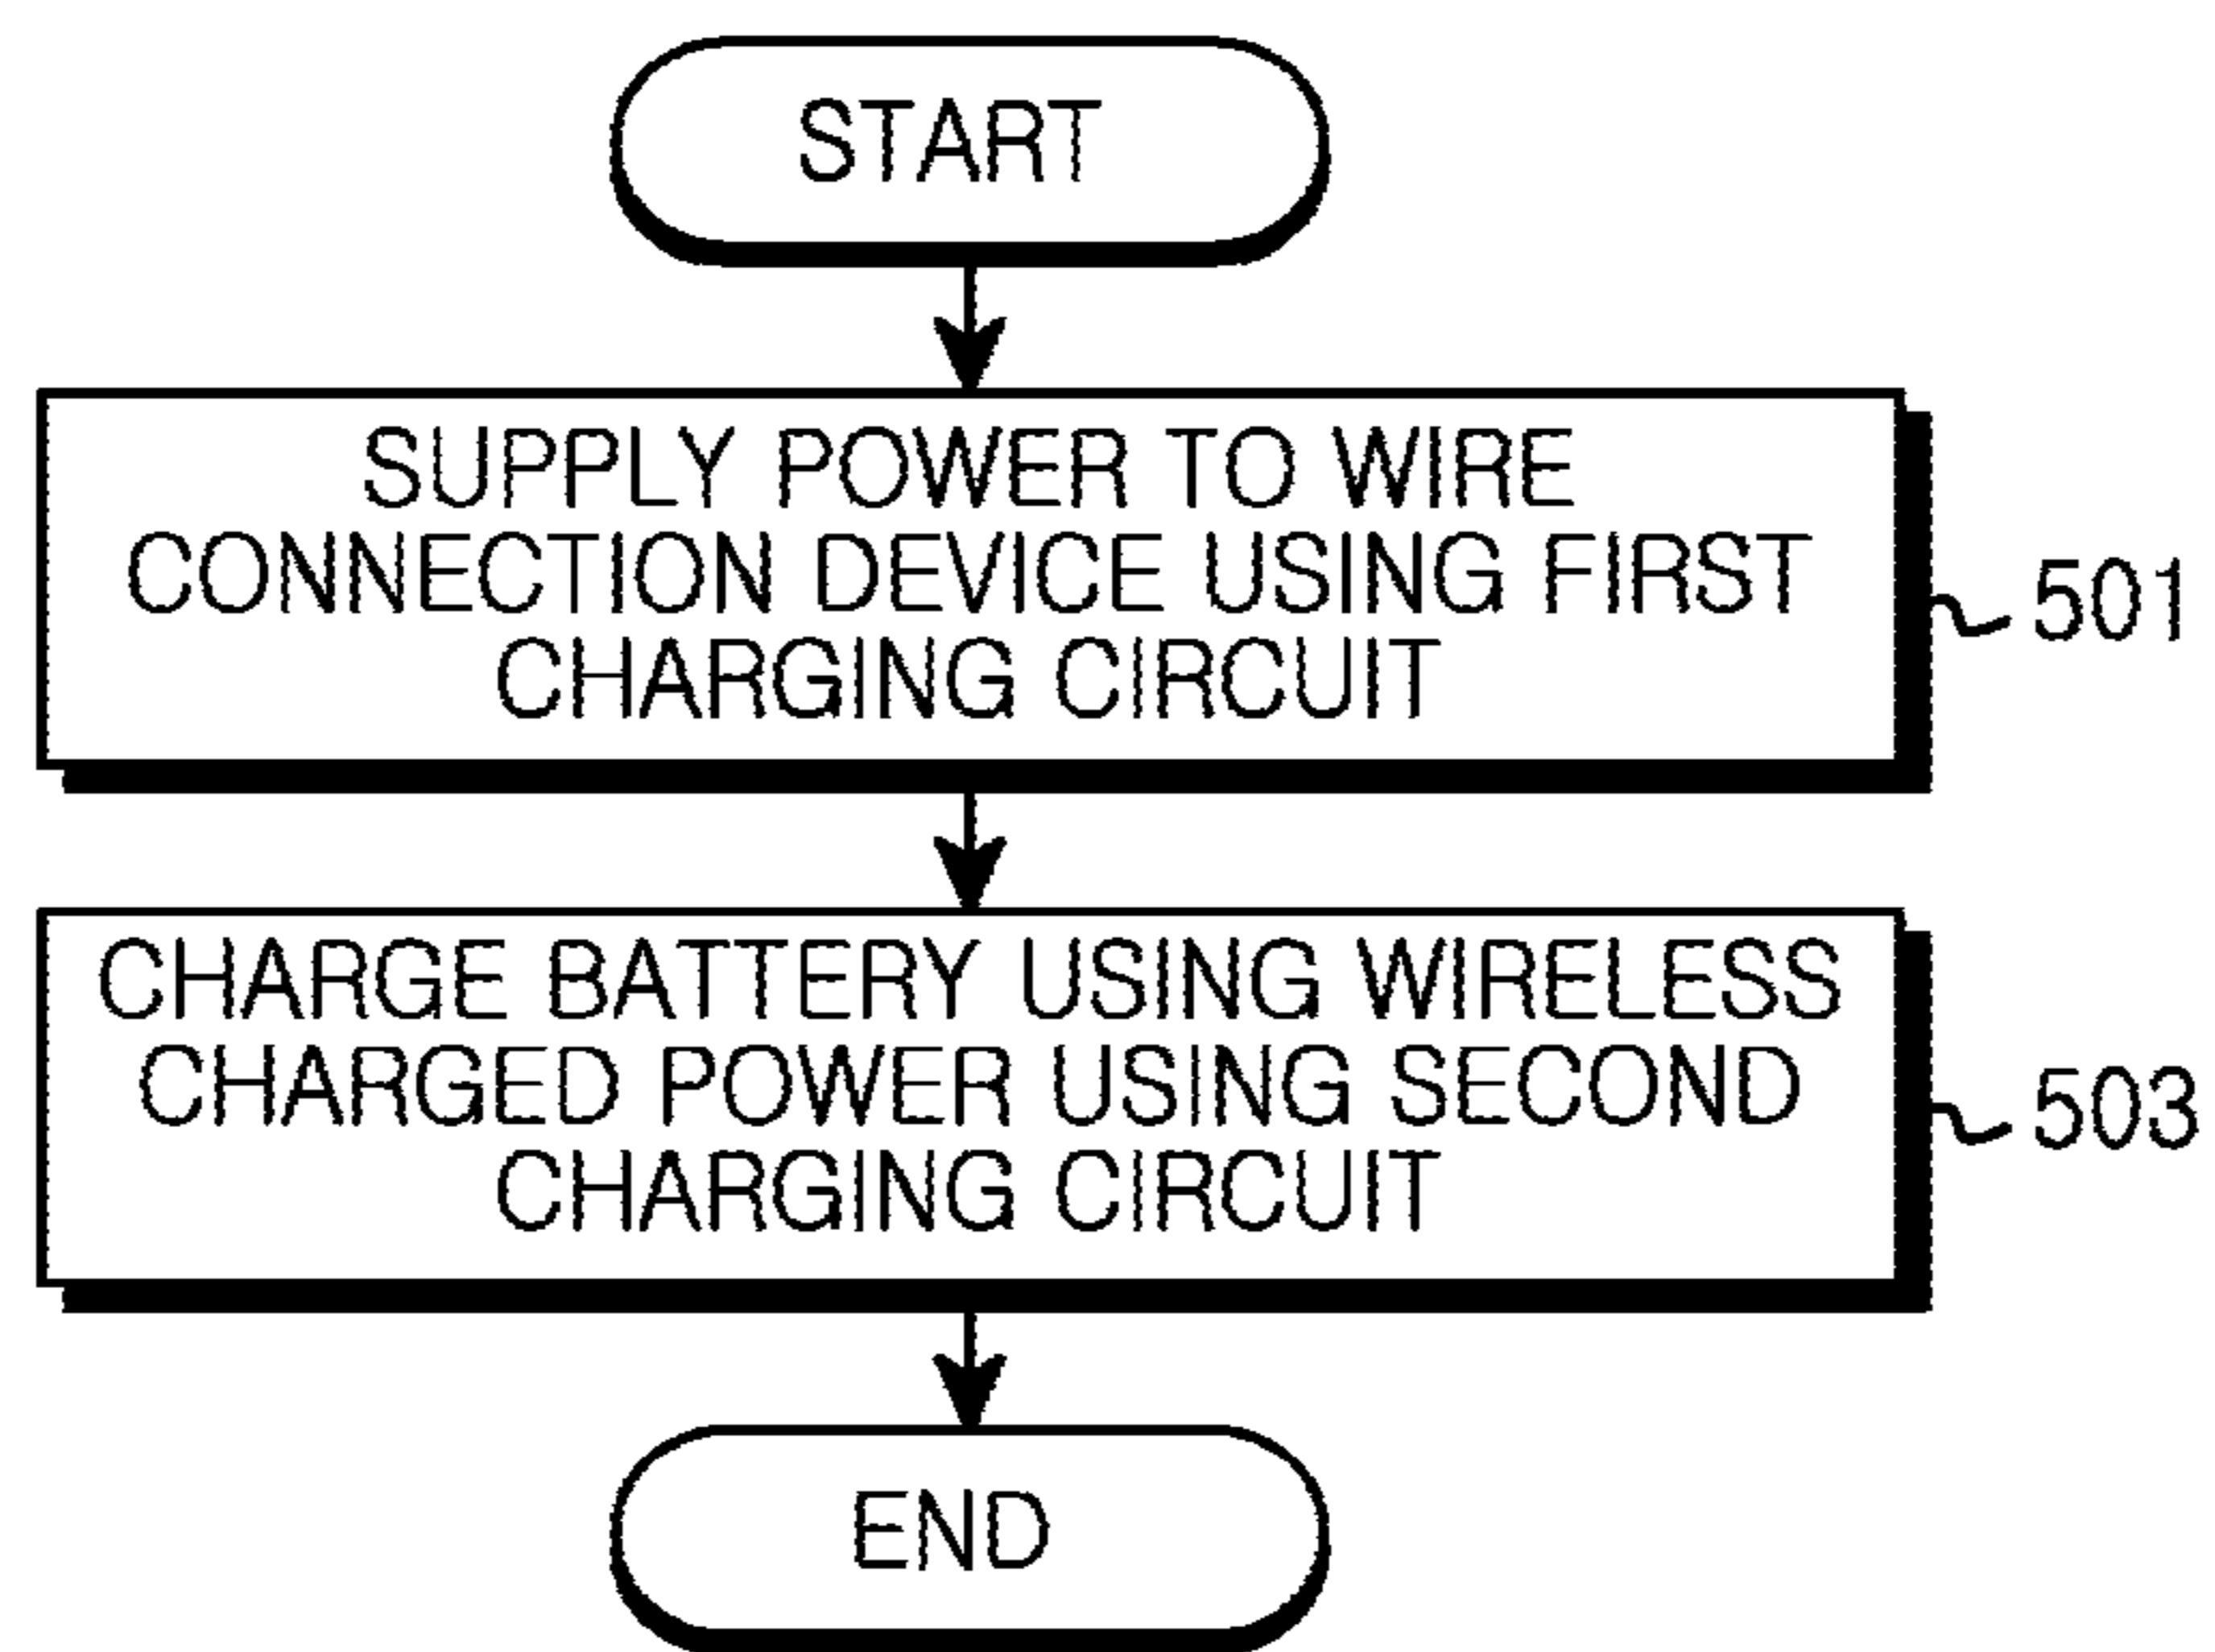 START
SUPPLY POWER TO WIRE
CONNECTION DEVICE USING FIRST
CHARGING CIRCUIT
501
CHARGE BATTERY USING WIRELESS
CHARGED POWER USING SECOND
CHARGING CIRCUIT
503
END